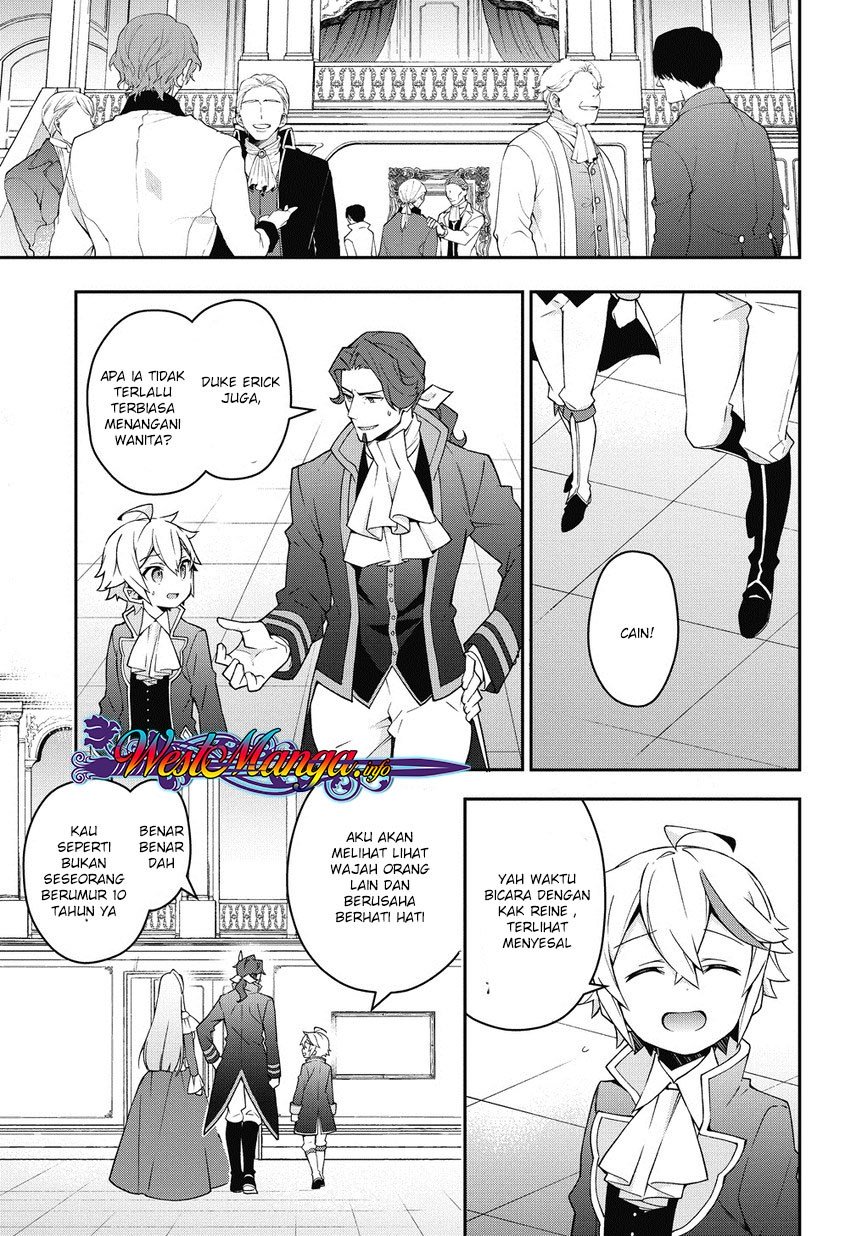 CAIN!
DUKE ERICK
JUGA,
APA IA TIDAK
TERLALU
TERBIASA
MENANGANI
WANITA?
WestManga.info
YAH WAKTU
BICARA DENGAN
KAK REINE ,
TERLIHAT
MENYESAL
AKU AKAN
MELIHAT LIHAT
WAJAH ORANG
LAIN DAN
BERUSAHA
BERHATI HATI
BENAR
BENAR
DAH
KAU
SEPERTI
BUKAN
SESEORANG
BERUMUR 10
TAHUN YA